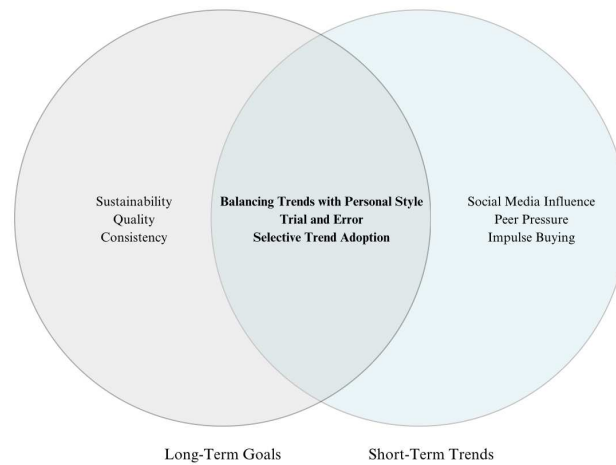 Sustainability
Quality
Consistency
Balancing Trends with Personal Style
Trial and Error
Selective Trend Adoption
Social Media Influence
Peer Pressure
Impulse Buying
Long-Term Goals
Short-Term Trends